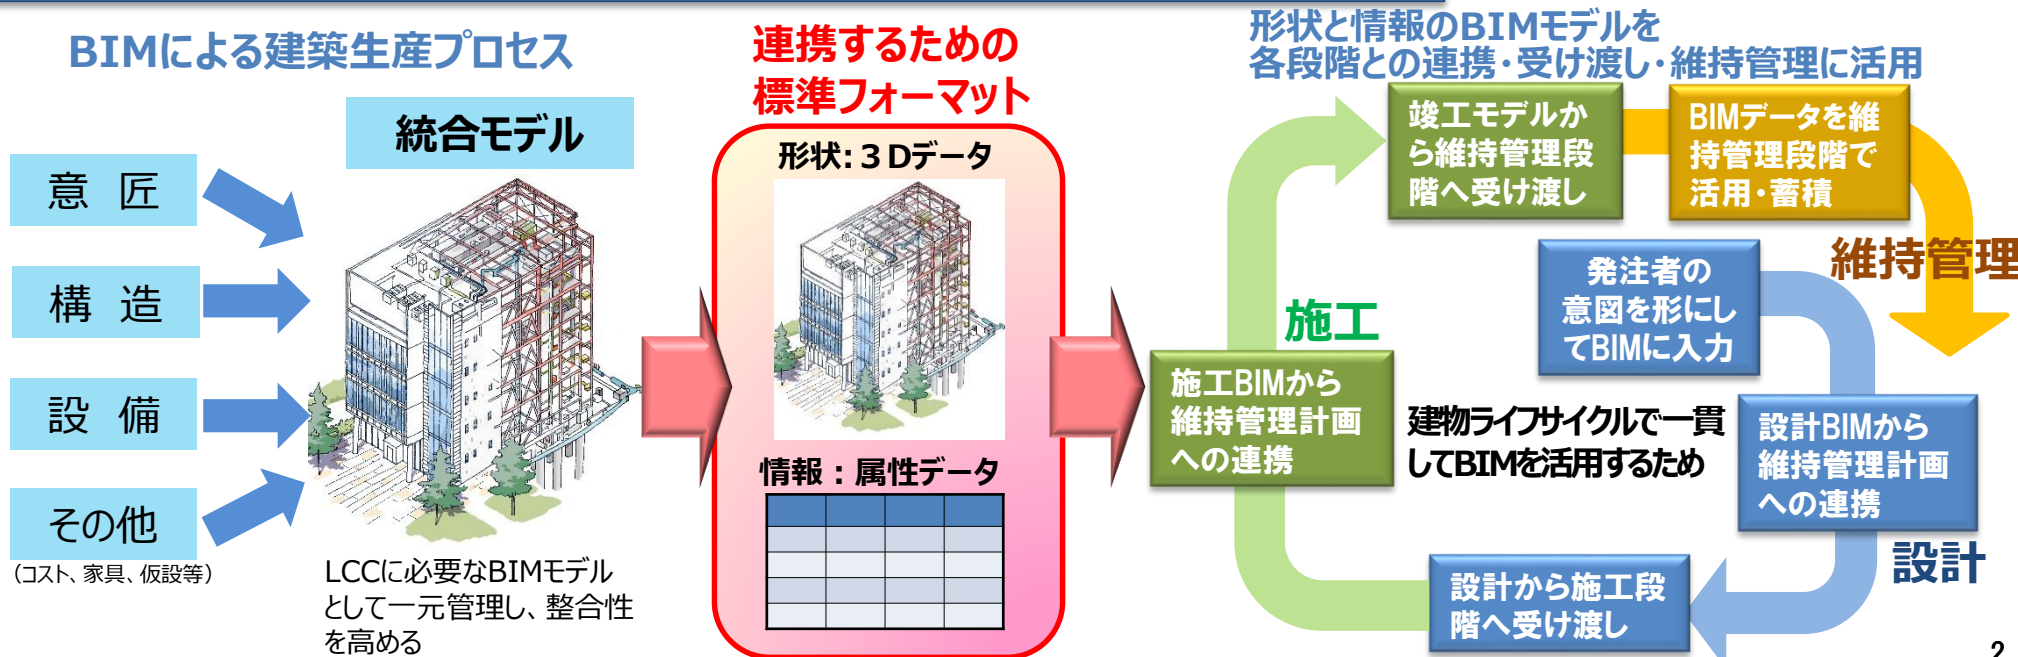 BIMによる建築生産プロセス
意 匠
構 造
設 備
その他
（コスト、家具、仮設等）
統合モデル
LCCに必要なBIMモデル
として一元管理し、整合性
を高める
連携するための
標準フォーマット
形状:３Dデータ
情報：属性データ
形状と情報のBIMモデルを
各段階との連携・受け渡し・維持管理に活用
竣工モデルか
ら維持管理段
階へ受け渡し
BIMデータを維
持管理段階で
活用・蓄積
維持管理
発注者の
意図を形にし
てBIMに入力
施工
施工BIMから
維持管理計画
への連携
建物ライフサイクルで一貫
してBIMを活用するため
設計BIMから
維持管理計画
への連携
設計
設計から施工段
階へ受け渡し
2